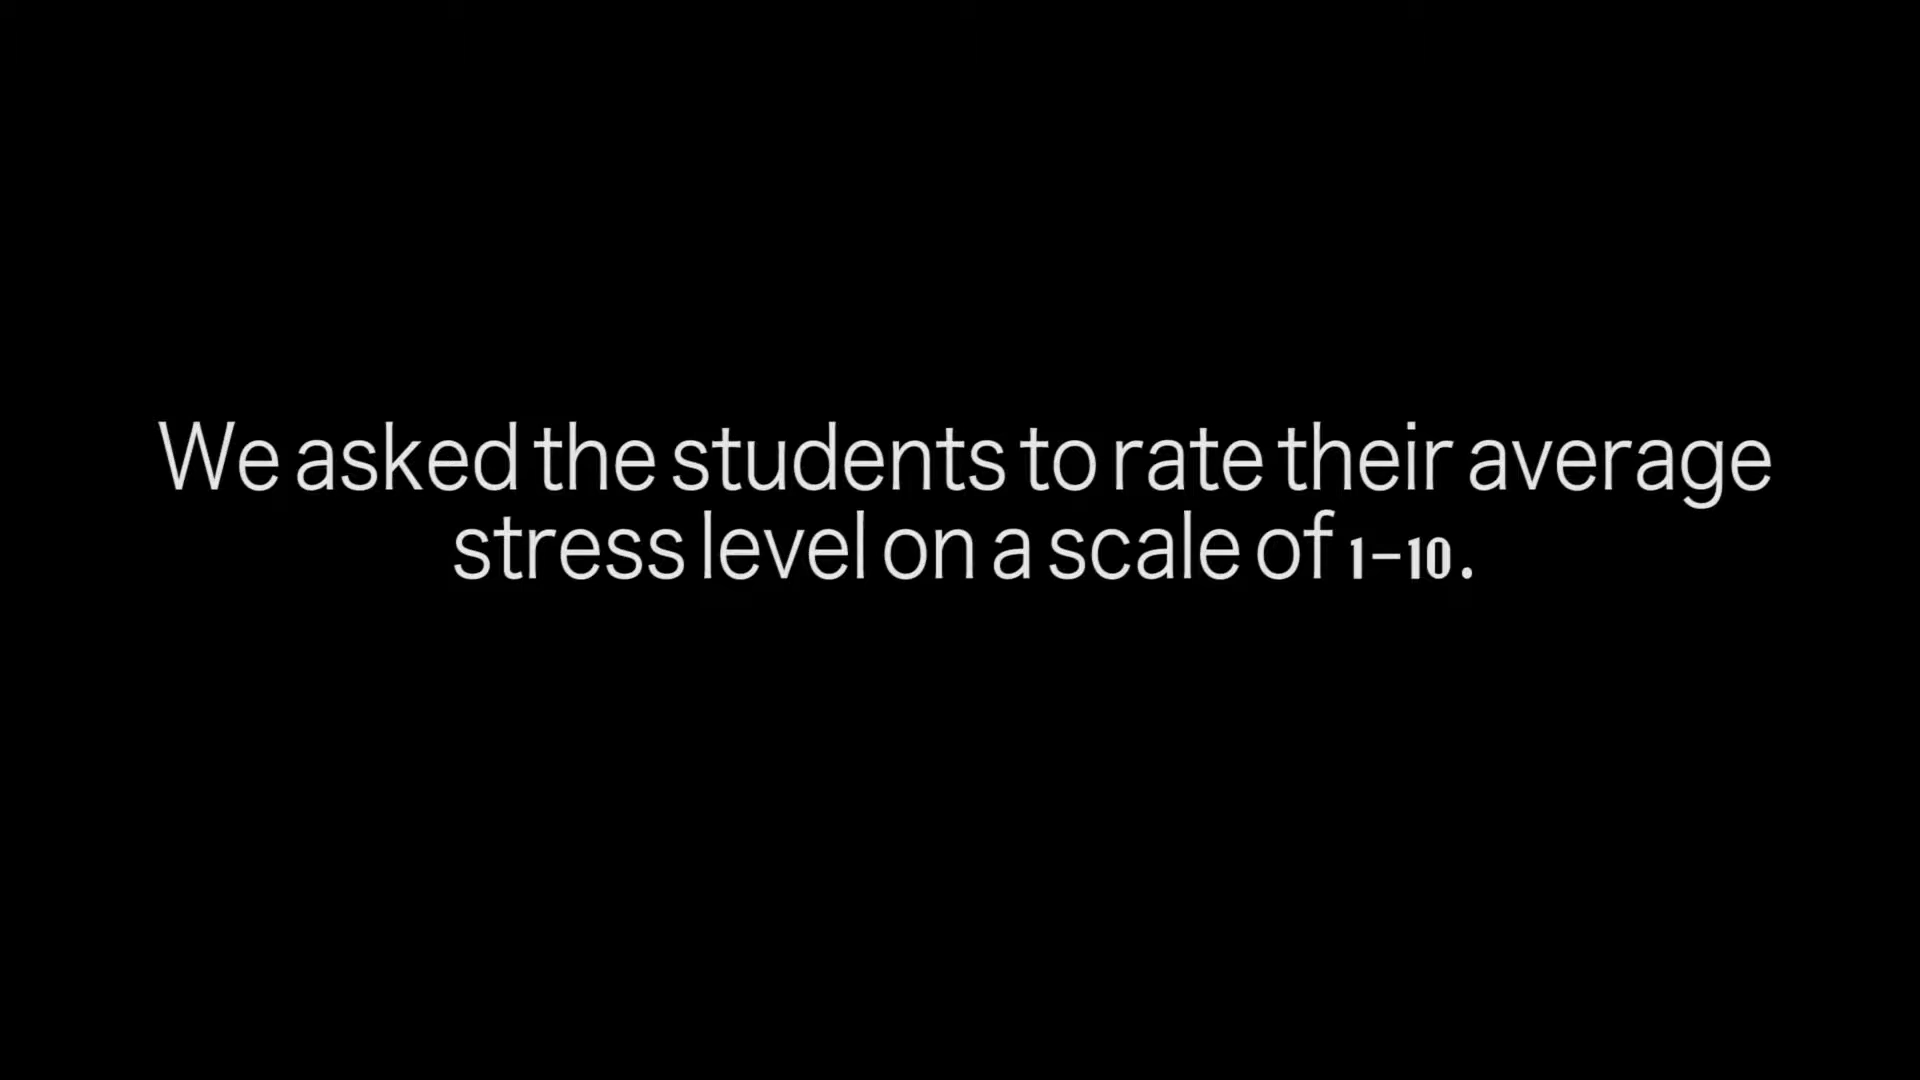 We asked the students to rate their average
stress level on a scale of 1-10.